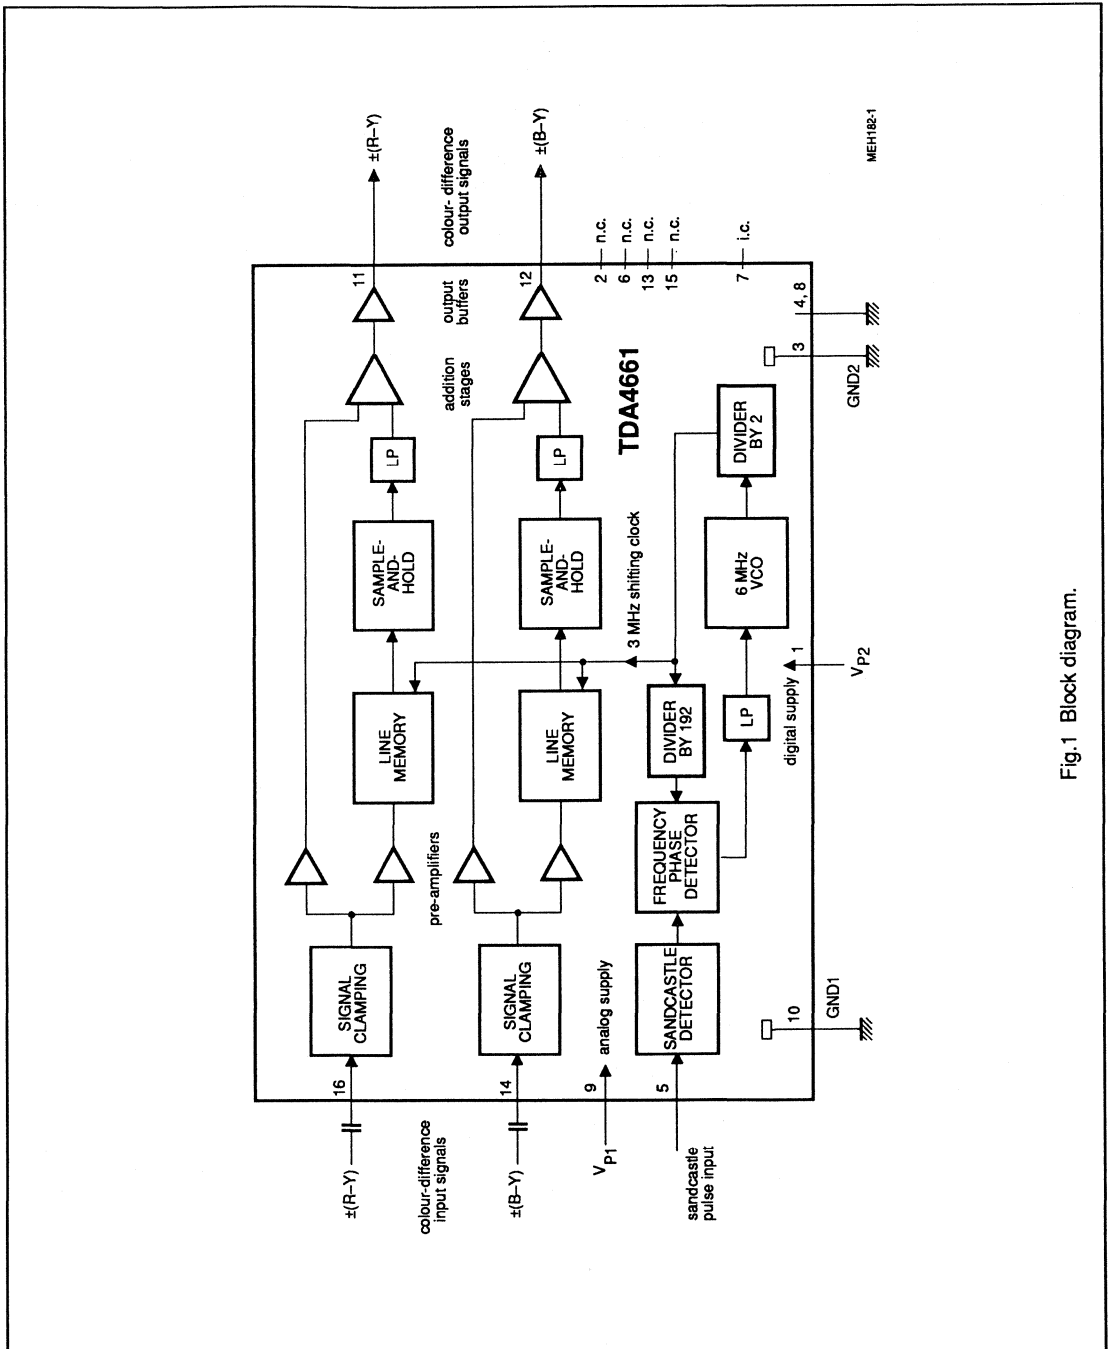 ±(R–Y)
colour-difference
input signals
±(B–Y)
VP1
sandcastle
pulse input
16
14
9
5
SIGNAL
CLAMPING
SIGNAL
CLAMPING
analog supply
SANDCASTLE
DETECTOR
10
GND1
pre-amplifiers
FREQUENCY
PHASE
DETECTOR
LINE
MEMORY
LINE
MEMORY
DIVIDER
BY 192
LP
digital supply
1
VP2
3 MHz shifting clock
SAMPLE-
AND-
HOLD
SAMPLE-
AND-
HOLD
6 MHz
VCO
LP
LP
TDA4661
DIVIDER
BY 2
addition
stages
output
buffers
3
GND2
4, 8
11
12
2 n.c.
6 n.c.
13 n.c.
15 n.c.
7 i.c.
±(R–Y)
colour- difference
output signals
±(B–Y)
MEH182-1
Fig.1 Block diagram.